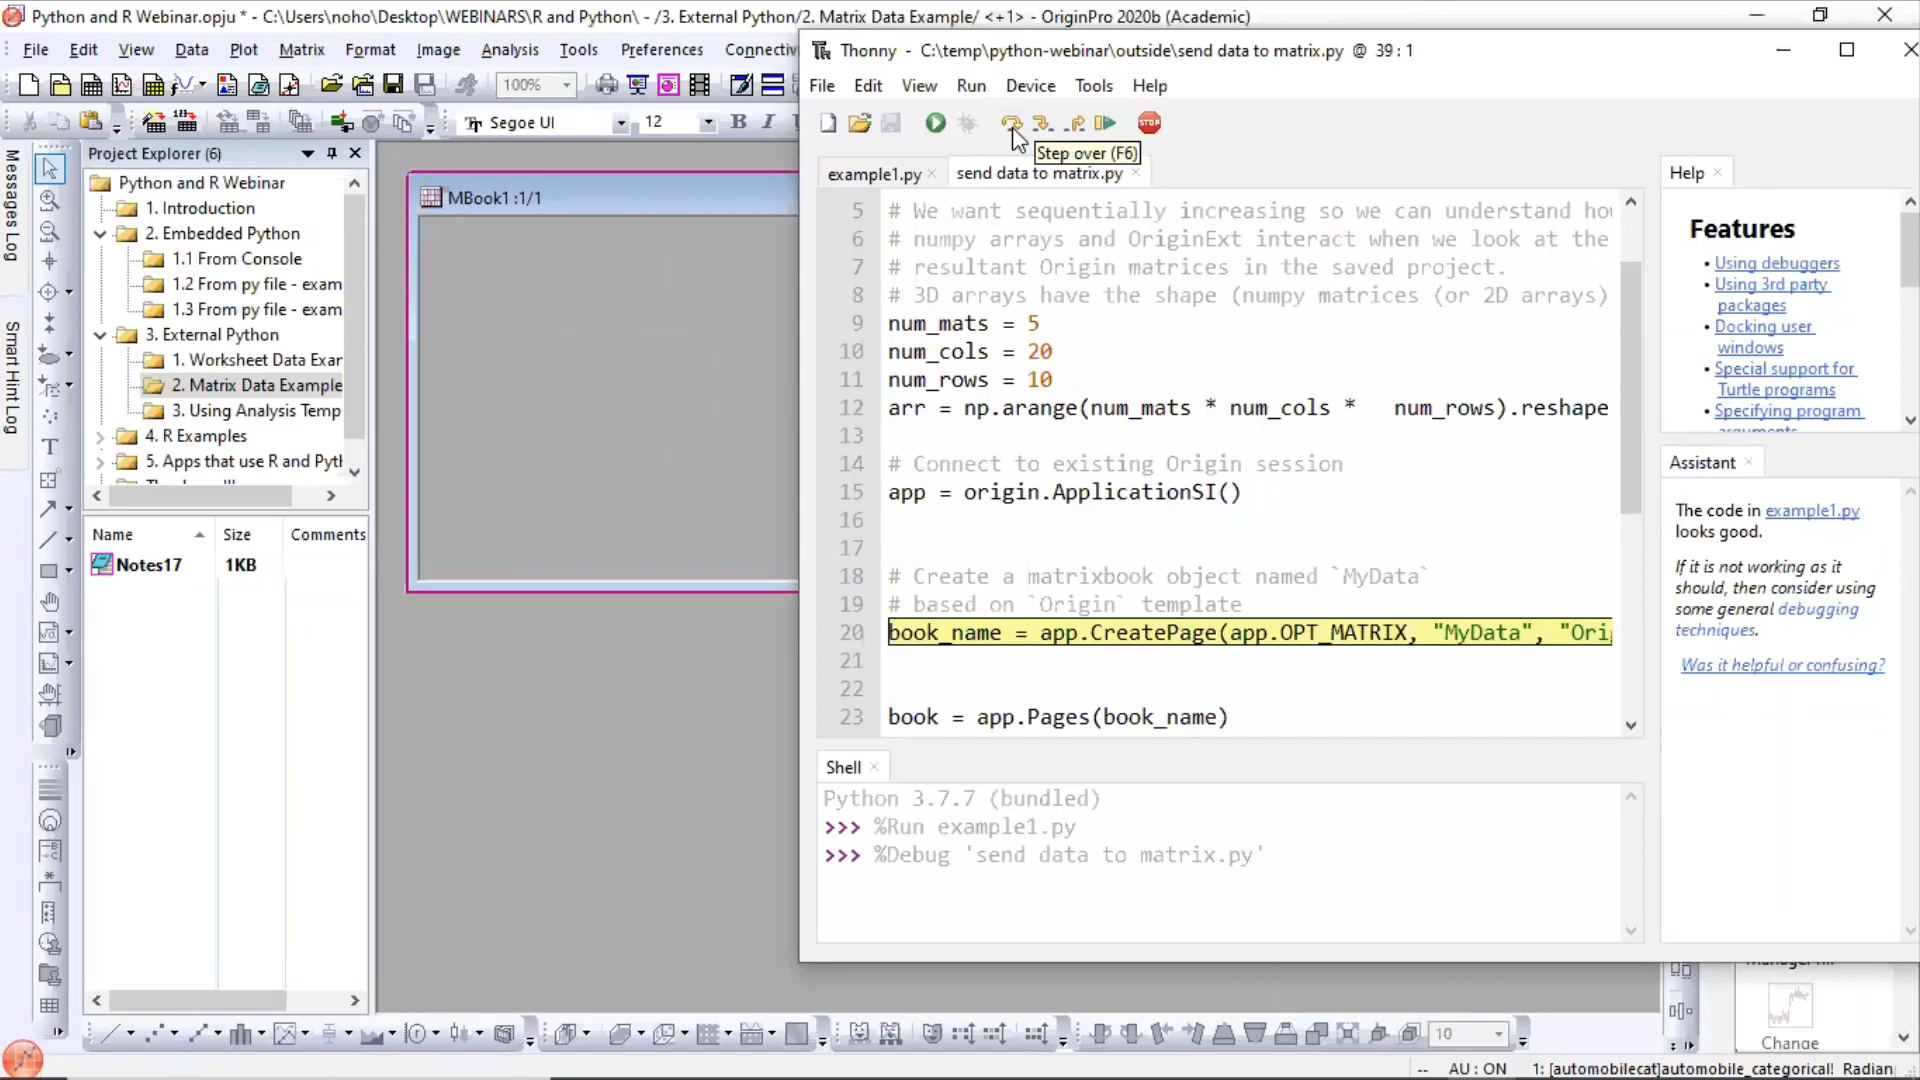 Python and R Webinar.opju * - C:\Users\noho\Desktop\WEBINARS\R and Python\ - /3. External Python/2. Matrix Data Example/ <+1> - OriginPro 2020b (Academic)
File Edit View Data Plot Matrix Format Image Analysis Tools Preferences Connectiv
100%
Segoe UI 12 B I
Messages Log
Smart Hint Log
Project Explorer (6)
Python and R Webinar
1. Introduction
2. Embedded Python
1.1 From Console
1.2 From py file - exam
1.3 From py file - exam
3. External Python
1. Worksheet Data Exar
2. Matrix Data Example
3. Using Analysis Temp
4. R Examples
5. Apps that use R and Pytl
Name Size Comments
Notes17 1KB
MBook1 :1/1
Thonny - C:\temp\python-webinar\outside\send data to matrix.py @ 39 : 1
File Edit View Run Device Tools Help
STOP
Step over (F6)
example1.py
send data to matrix.py
5 # We want sequentially increasing so we can understand how
6 # numpy arrays and OriginExt interact when we look at the
7 # resultant Origin matrices in the saved project.
8 # 3D arrays have the shape (numpy matrices (or 2D arrays)
9 num_mats = 5
10 num_cols = 20
11 num_rows = 10
12 arr = np.arange(num_mats * num_cols * num_rows).reshape
13
14 # Connect to existing Origin session
15 app = origin.ApplicationSI()
16
17
18 # Create a matrixbook object named `MyData`
19 # based on `Origin` template
20 book_name = app.CreatePage(app.OPT_MATRIX, "MyData", "Orig
21
22
23 book = app.Pages(book_name)
Shell
Python 3.7.7 (bundled)
>>> %Run example1.py
>>> %Debug 'send data to matrix.py'
Help
Features
• Using debuggers
• Using 3rd party
packages
• Docking user
windows
• Special support for
Turtle programs
• Specifying program
arguments
Assistant
The code in example1.py
looks good.
If it is not working as it
should, then consider using
some general debugging
techniques.
Was it helpful or confusing?
Change
10
-- AU : ON 1: [automobilecat]automobile_categorical! Radian